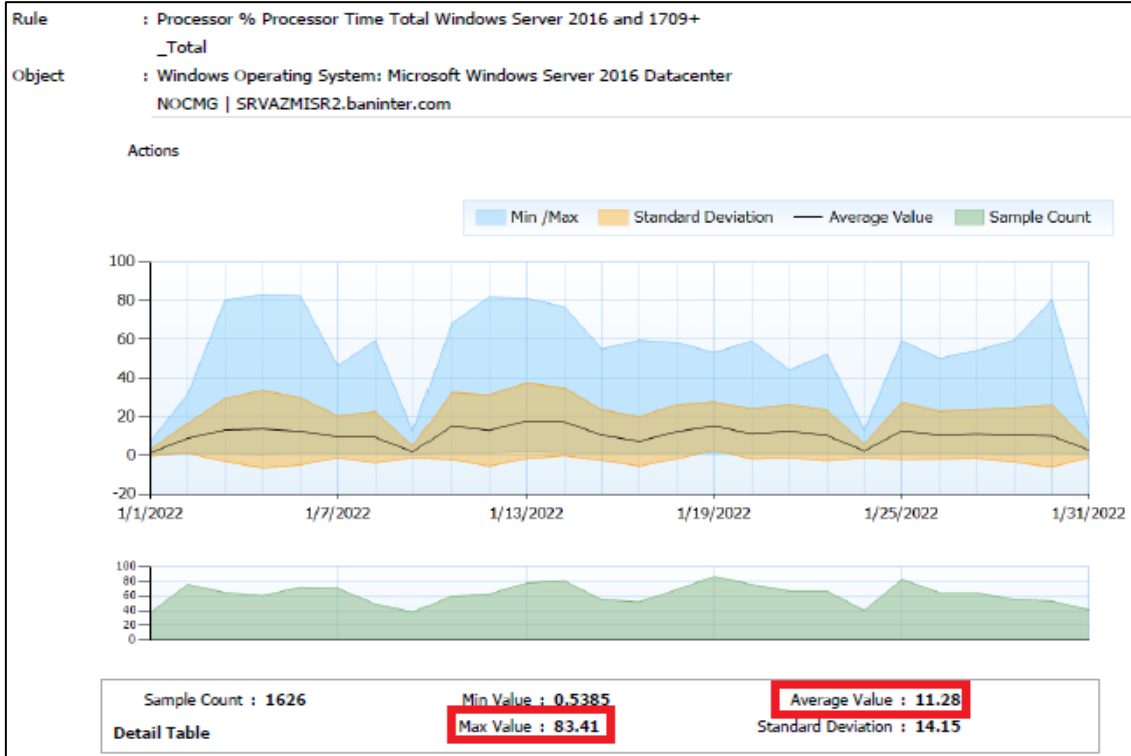 Rule : Processor % Processor Time Total Windows Server 2016 and 1709+
_Total
Object : Windows Operating System: Microsoft Windows Server 2016 Datacenter
NOCMG | SRVAZMISR2.baninter.com
Actions
Min /Max Standard Deviation Average Value Sample Count
100
80
60
40
20
0
-20
1/1/2022 1/7/2022 1/13/2022 1/19/2022 1/25/2022 1/31/2022
100
80
60
40
20
0
Sample Count : 1626 Min Value : 0.5385 Average Value : 11.28
Detail Table Max Value : 83.41 Standard Deviation : 14.15